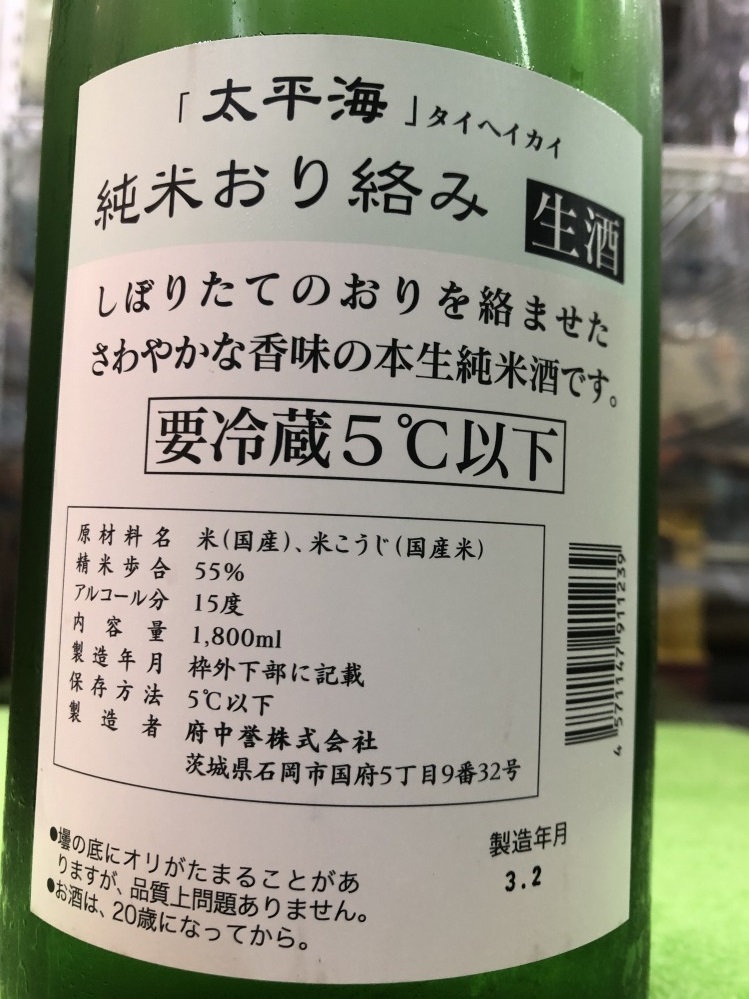 「太平海」タイヘイカイ
純米おり絡み 生酒
しぼりたてのおりを絡ませた
さわやかな香味の本生純米酒です。
要冷蔵5℃以下
原材料名 米(国産)、米こうじ(国産米)
精米歩合 55%
アルコール分 15度
内容量 1,800ml
製造年月 枠外下部に記載
保存方法 5℃以下
製造者 府中誉株式会社
茨城県石岡市国府5丁目9番32号
4571147911239
●壜の底にオリがたまることがあ
りますが、品質上問題ありません。
●お酒は、20歳になってから。
製造年月
3.2